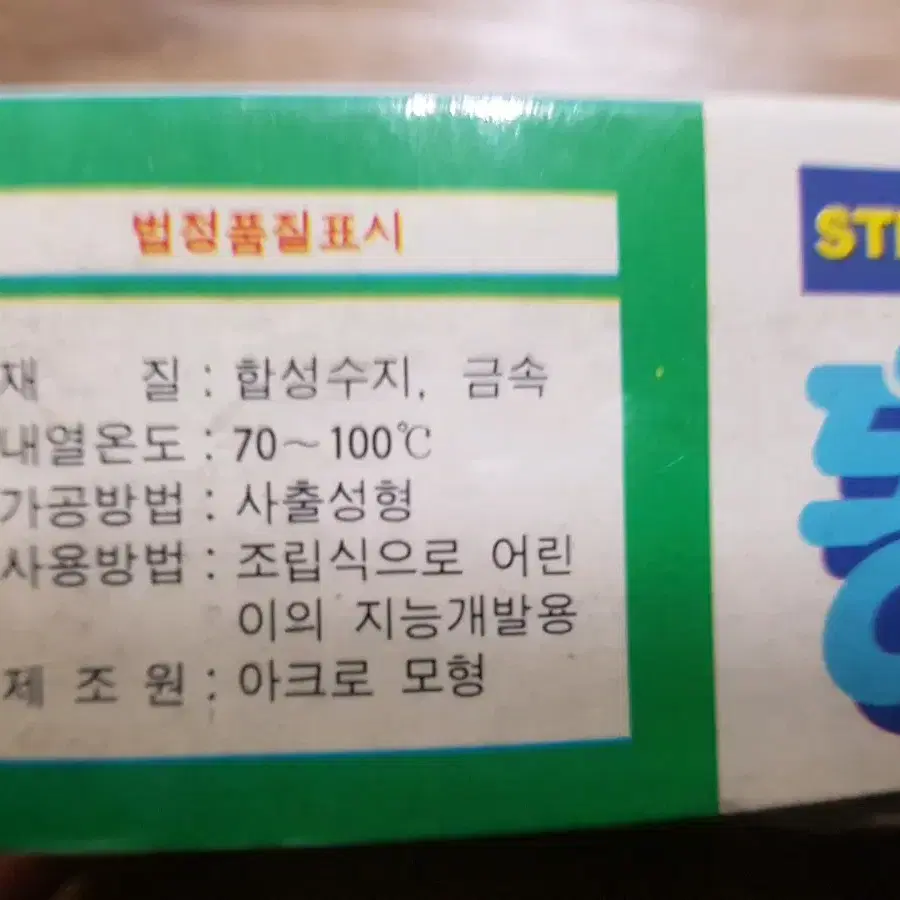 법정품질표시
재 질 : 합성수지, 금속
내열온도 : 70~100℃
가공방법 : 사출성형
사용방법 : 조립식으로 어린
이의 지능개발용
제 조 원 : 아크로 모형